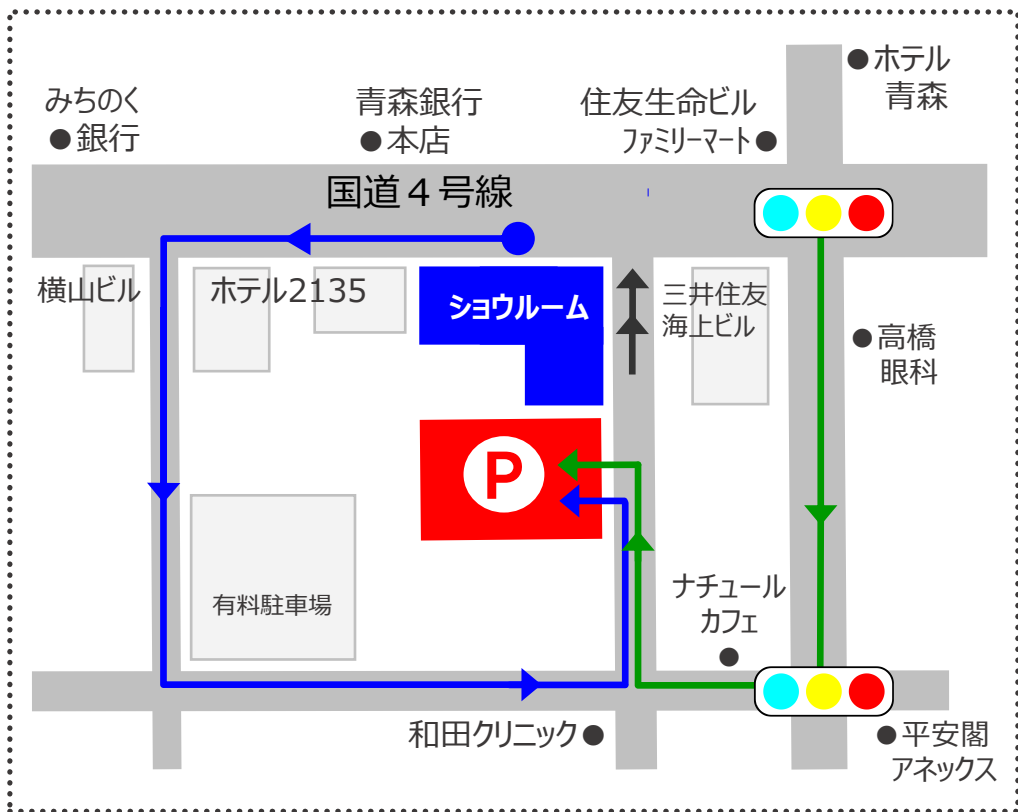 ホテル
青森
みちのく
銀行
青森銀行
本店
住友生命ビル
ファミリーマート
国道４号線
横山ビル
ホテル2135
ショウルーム
三井住友
海上ビル
高橋
眼科
P
有料駐車場
ナチュール
カフェ
和田クリニック
平安閣
アネックス